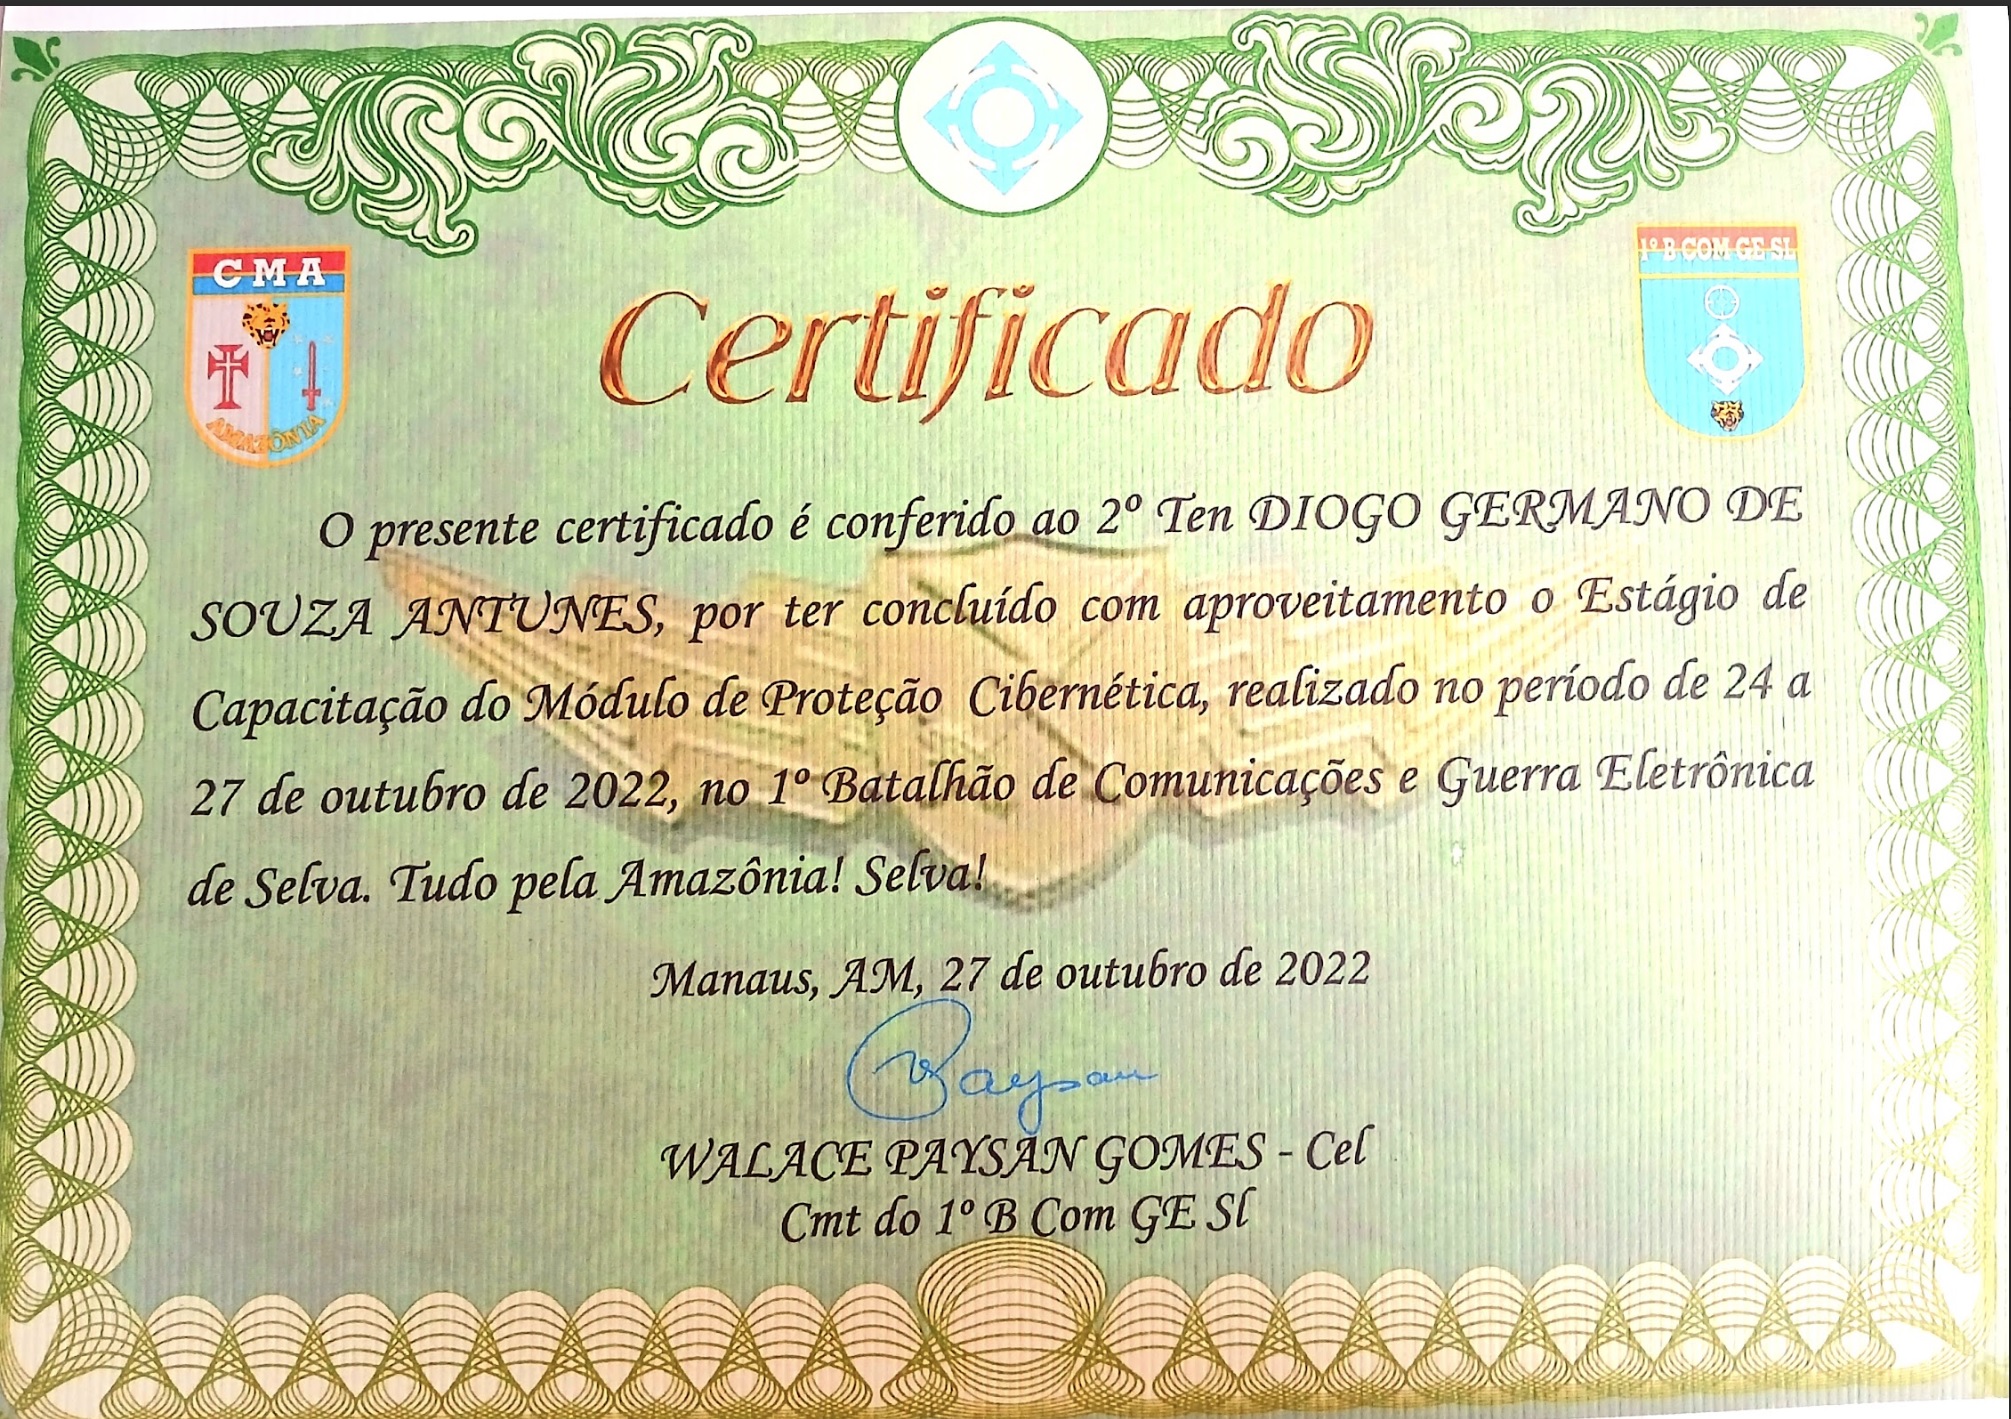 CMA
AMAZÔNIA
1º B COM GE SL
Certificado
O presente certificado é conferido ao 2º Ten DIOGO GERMANO DE
SOUZA ANTUNES, por ter concluído com aproveitamento o Estágio de
Capacitação do Módulo de Proteção Cibernética, realizado no período de 24 a
27 de outubro de 2022, no 1º Batalhão de Comunicações e Guerra Eletrônica
de Selva. Tudo pela Amazônia! Selva!
Manaus, AM, 27 de outubro de 2022
WPaysan
WALACE PAYSAN GOMES - Cel
Cmt do 1º B Com GE Sl